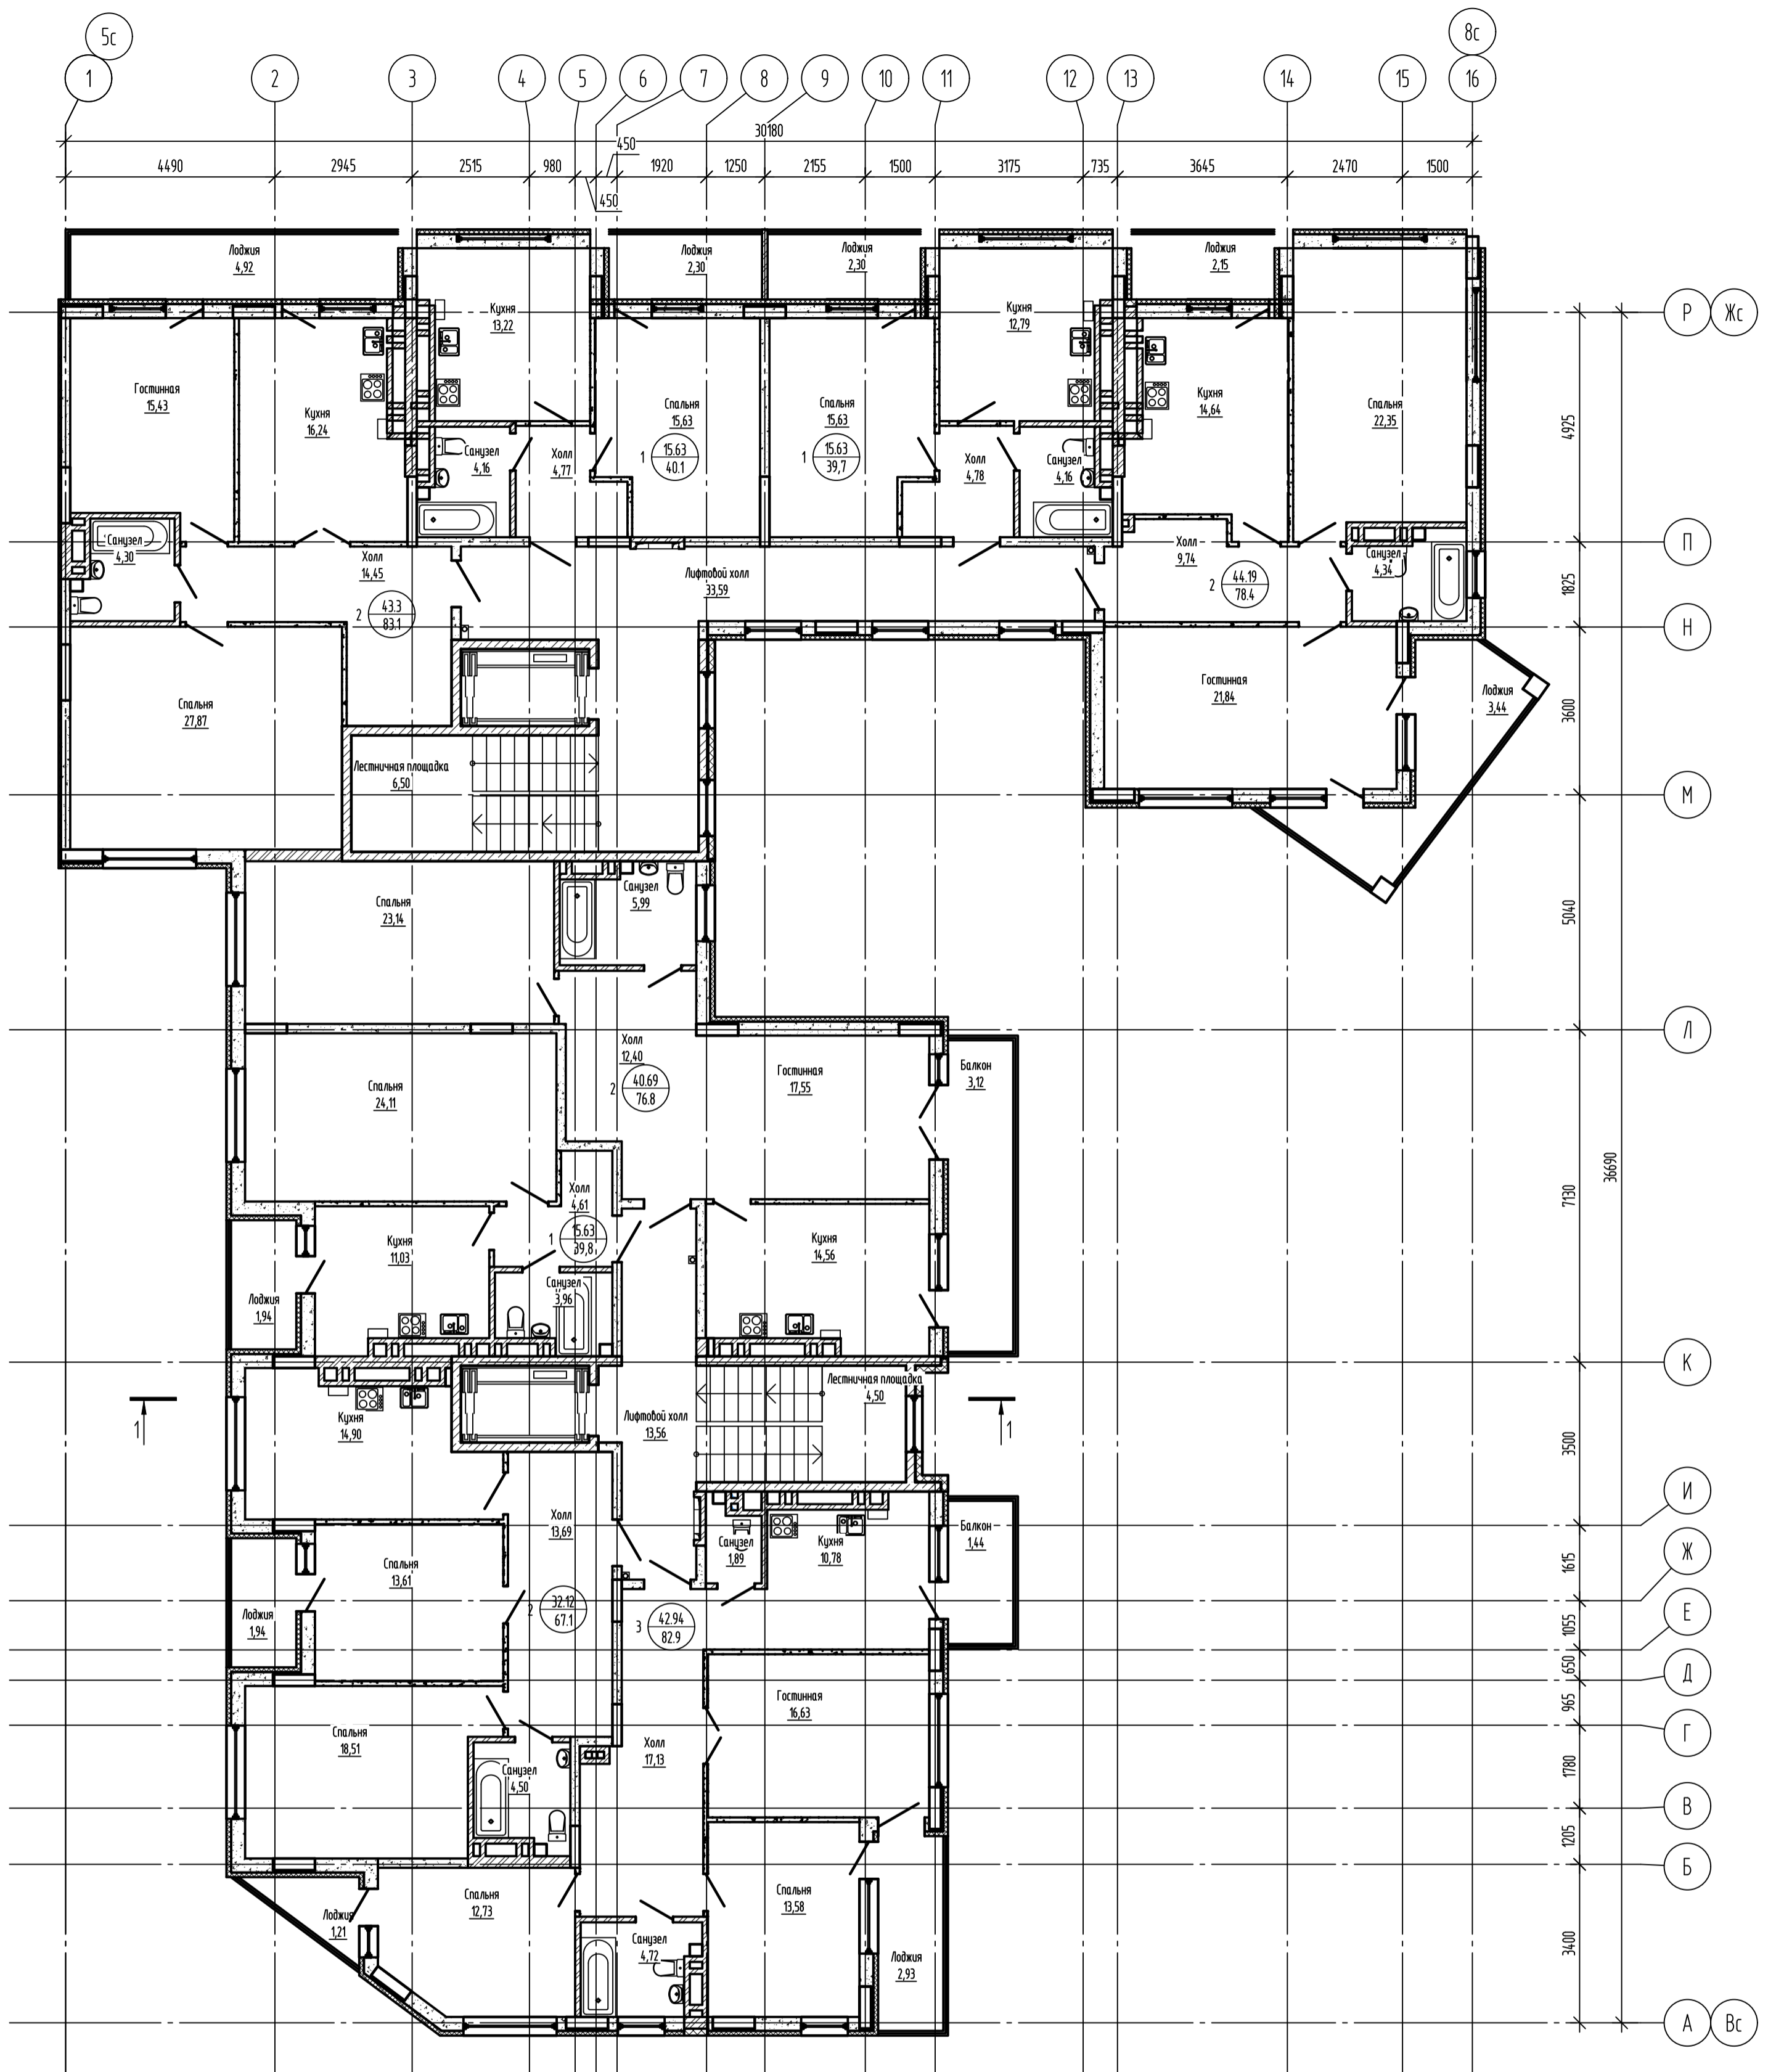 5с
8с
1
2
3
4
5
6
7
8
9
10
11
12
13
14
15
16
30180
450
4490
2945
2515
980
1920
1250
2155
1500
3175
735
3645
2470
1500
450
Лоджия
4,92
Лоджия
2,30
Лоджия
2,30
Лоджия
2,15
Кухня
13,22
Кухня
12,79
Р
Жс
Гостинная
15,43
Кухня
16,24
Спальня
15,63
Спальня
15,63
Кухня
14,64
Спальня
22,35
4925
Санузел
4,16
Холл
4,77
1
15.63
40.1
1
15.63
39,7
Холл
4,78
Санузел
4,16
Санузел
4,30
Холл
14,45
Лифтовой холл
33,59
Холл
9,74
Санузел
4,34
П
2
43.3
83.1
2
44.19
78.4
1825
Н
Спальня
27,87
Гостинная
21,84
Лоджия
3,44
3600
Лестничная площадка
6,50
М
Спальня
23,14
Санузел
5,99
5040
Л
Холл
12,40
2
40.69
76.8
Спальня
24,11
Гостинная
17,55
Балкон
3,12
36690
7130
Холл
4,61
1
15.63
39,8
Кухня
11,03
Кухня
14,56
Санузел
3,96
Лоджия
1,94
К
Лестничная площадка
4,50
1
1
Кухня
14,90
Лифтовой холл
13,56
3500
И
Холл
13,69
Санузел
1,89
Кухня
10,78
Балкон
1,44
Ж
1615
Спальня
13,61
2
32.12
67.1
3
42.94
82.9
Лоджия
1,94
1055
Е
650
Д
Гостинная
16,63
965
Г
Спальня
18,51
Холл
17,13
Санузел
4,50
1780
В
1205
Б
Спальня
12,73
Спальня
13,58
Лоджия
1,21
Санузел
4,72
Лоджия
2,93
3400
А
Вс